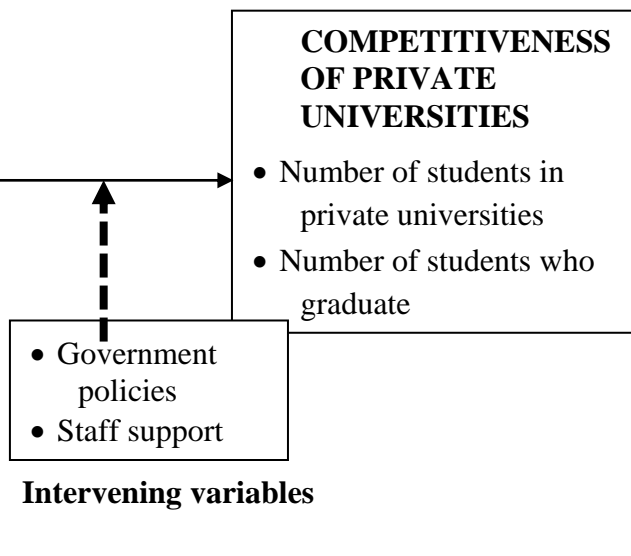 COMPETITIVENESS
OF PRIVATE
UNIVERSITIES
• Number of students in
private universities
• Number of students who
graduate
• Government
policies
• Staff support
Intervening variables